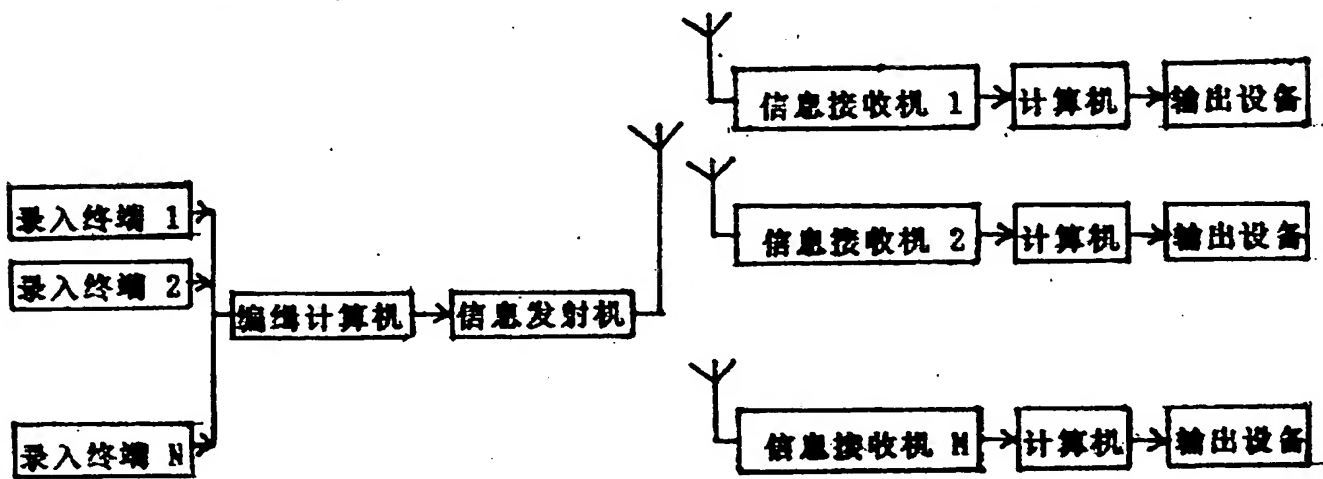 录入终端 1
录入终端 2
录入终端 N
编缉计算机
信息发射机
信息接收机 1
计算机
输出设备
信息接收机 2
计算机
输出设备
信息接收机 M
计算机
输出设备